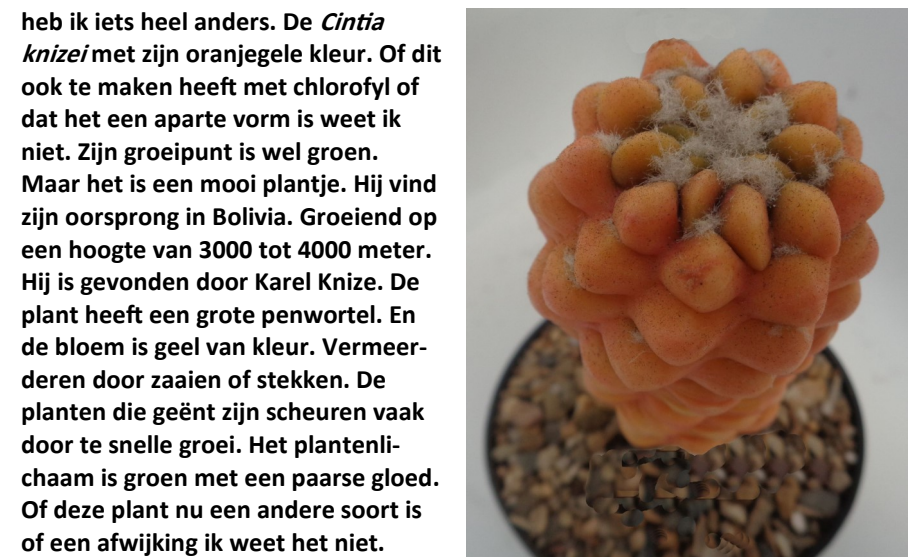 heb ik iets heel anders. De Cintia
knizei met zijn oranjegele kleur. Of dit
ook te maken heeft met chlorofyl of
dat het een aparte vorm is weet ik
niet. Zijn groeipunt is wel groen.
Maar het is een mooi plantje. Hij vind
zijn oorsprong in Bolivia. Groeiend op
een hoogte van 3000 tot 4000 meter.
Hij is gevonden door Karel Knize. De
plant heeft een grote penwortel. En
de bloem is geel van kleur. Vermeer-
deren door zaaien of stekken. De
planten die geënt zijn scheuren vaak
door te snelle groei. Het plantenli-
chaam is groen met een paarse gloed.
Of deze plant nu een andere soort is
of een afwijking ik weet het niet.